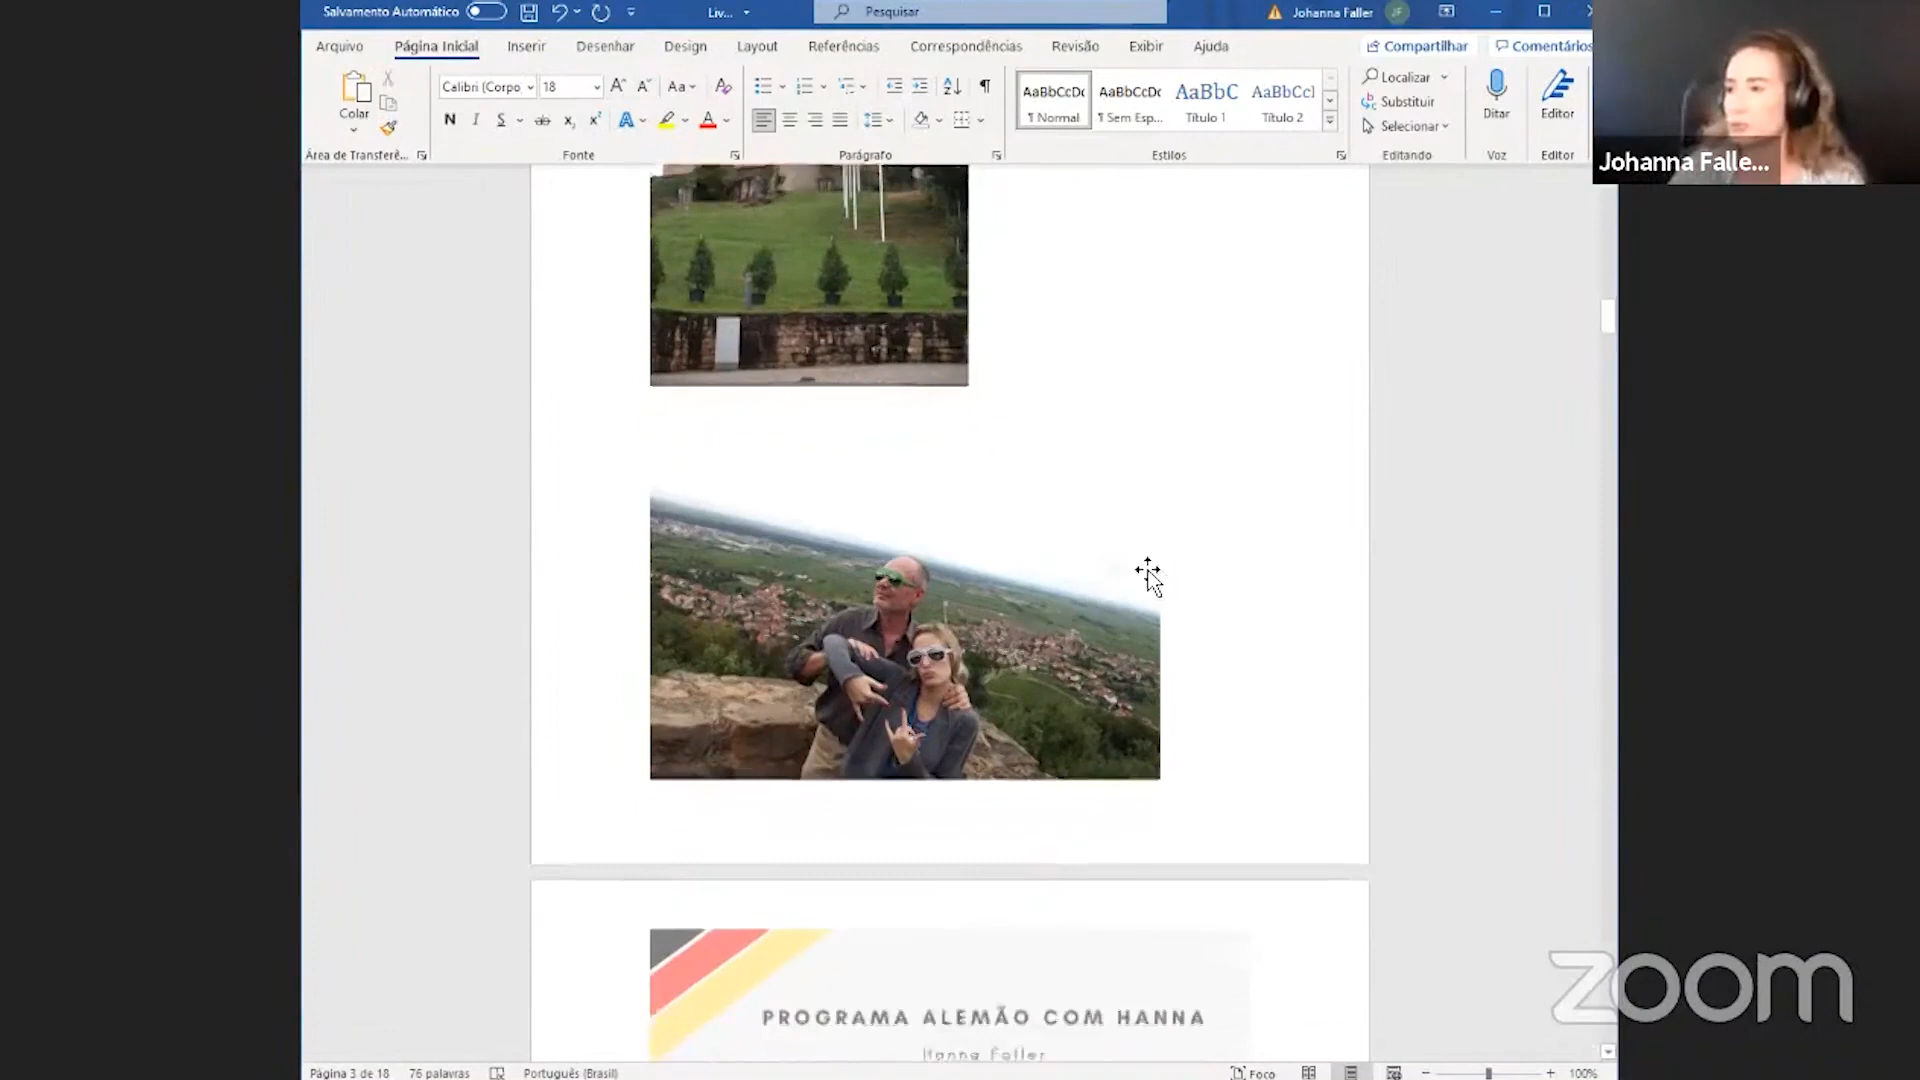 Salvamento Automático
Liv...
Pesquisar
Johanna Faller
JF
Arquivo
Página Inicial
Inserir
Desenhar
Design
Layout
Referências
Correspondências
Revisão
Exibir
Ajuda
Compartilhar
Comentários
Colar
Calibri (Corpo
18
Aa
N
I
S
AaBbCcDc
AaBbCcDc
AaBbC
AaBbCcl
¶ Normal
¶ Sem Esp...
Título 1
Título 2
Localizar
Substituir
Selecionar
Ditar
Editor
Área de Transferê...
Fonte
Parágrafo
Estilos
Editando
Voz
Editor
Johanna Falle...
PROGRAMA ALEMÃO COM HANNA
Hanna Faller
zoom
Página 3 de 18
76 palavras
Português (Brasil)
Foco
100%